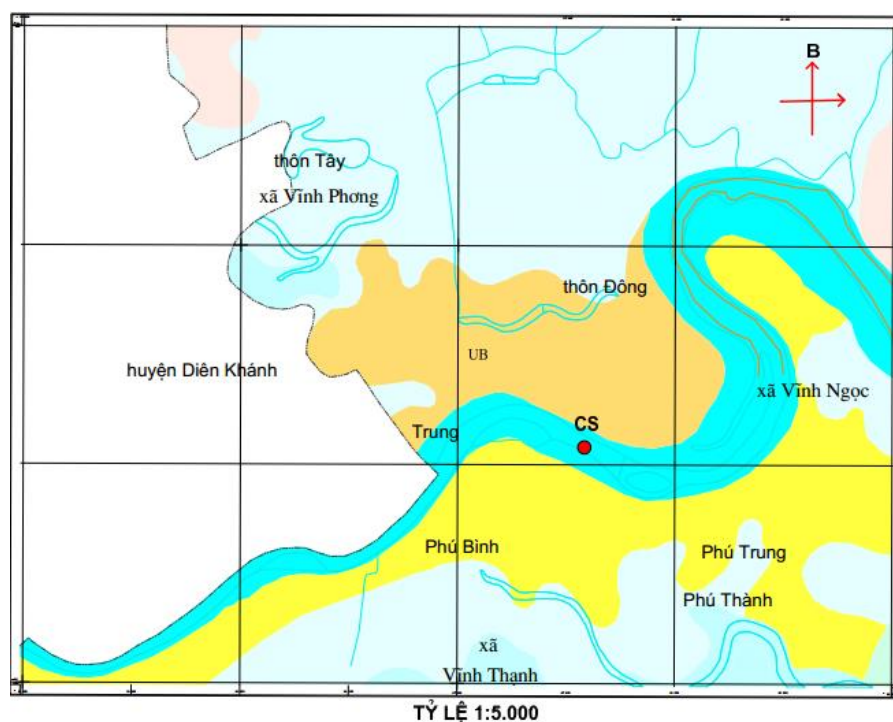 B
thôn Tây
xã Vĩnh Phơng
thôn Đông
UB
huyện Diên Khánh
xã Vĩnh Ngọc
CS
Trung
Phú Bình
Phú Trung
Phú Thành
xã
Vĩnh Thạnh
TỶ LỆ 1:5.000